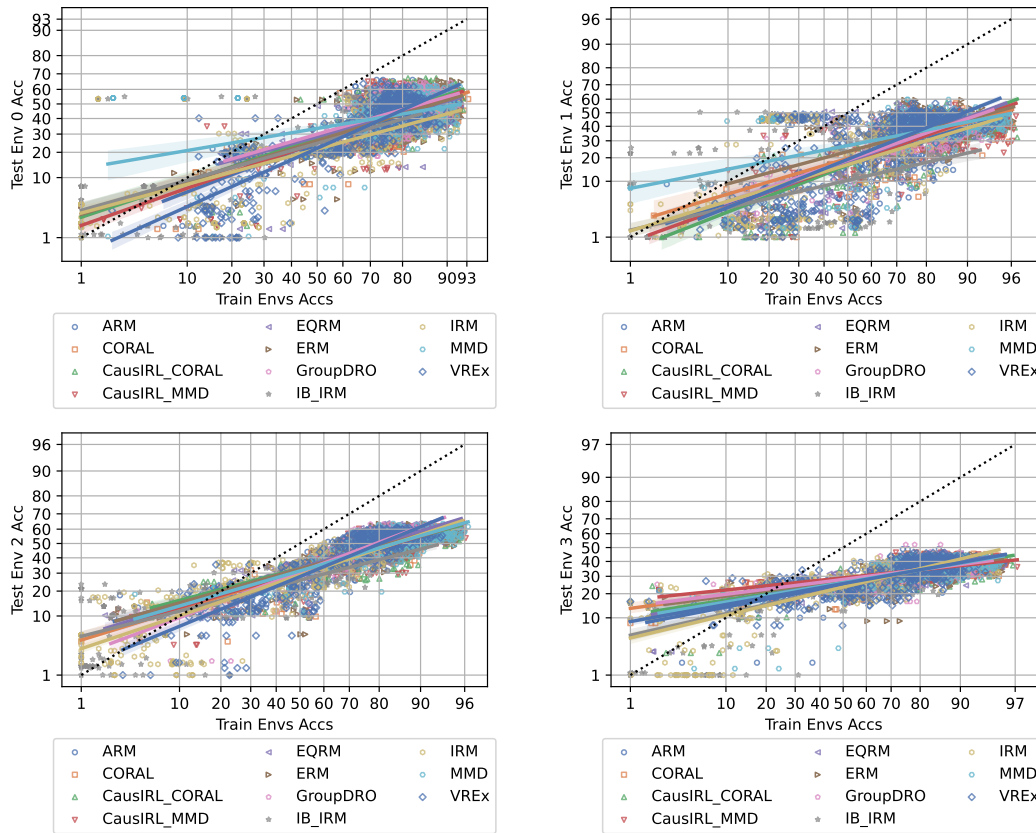 Test Env 0 Acc
93
90
80
70
60
50
40
30
20
10
1
1 10 20 30 40 50 60 70 80 90 93
Train Envs Accs
ARM EQRM IRM
CORAL ERM MMD
CausIRL_CORAL GroupDRO VREx
CausIRL_MMD IB_IRM
Test Env 1 Acc
96
90
80
70
60
50
40
30
20
10
1
1 10 20 30 40 50 60 70 80 90 96
Train Envs Accs
ARM EQRM IRM
CORAL ERM MMD
CausIRL_CORAL GroupDRO VREx
CausIRL_MMD IB_IRM
Test Env 2 Acc
96
90
80
70
60
50
40
30
20
10
1
1 10 20 30 40 50 60 70 80 90 96
Train Envs Accs
ARM EQRM IRM
CORAL ERM MMD
CausIRL_CORAL GroupDRO VREx
CausIRL_MMD IB_IRM
Test Env 3 Acc
97
90
80
70
60
50
40
30
20
10
1
1 10 20 30 40 50 60 70 80 90 97
Train Envs Accs
ARM EQRM IRM
CORAL ERM MMD
CausIRL_CORAL GroupDRO VREx
CausIRL_MMD IB_IRM